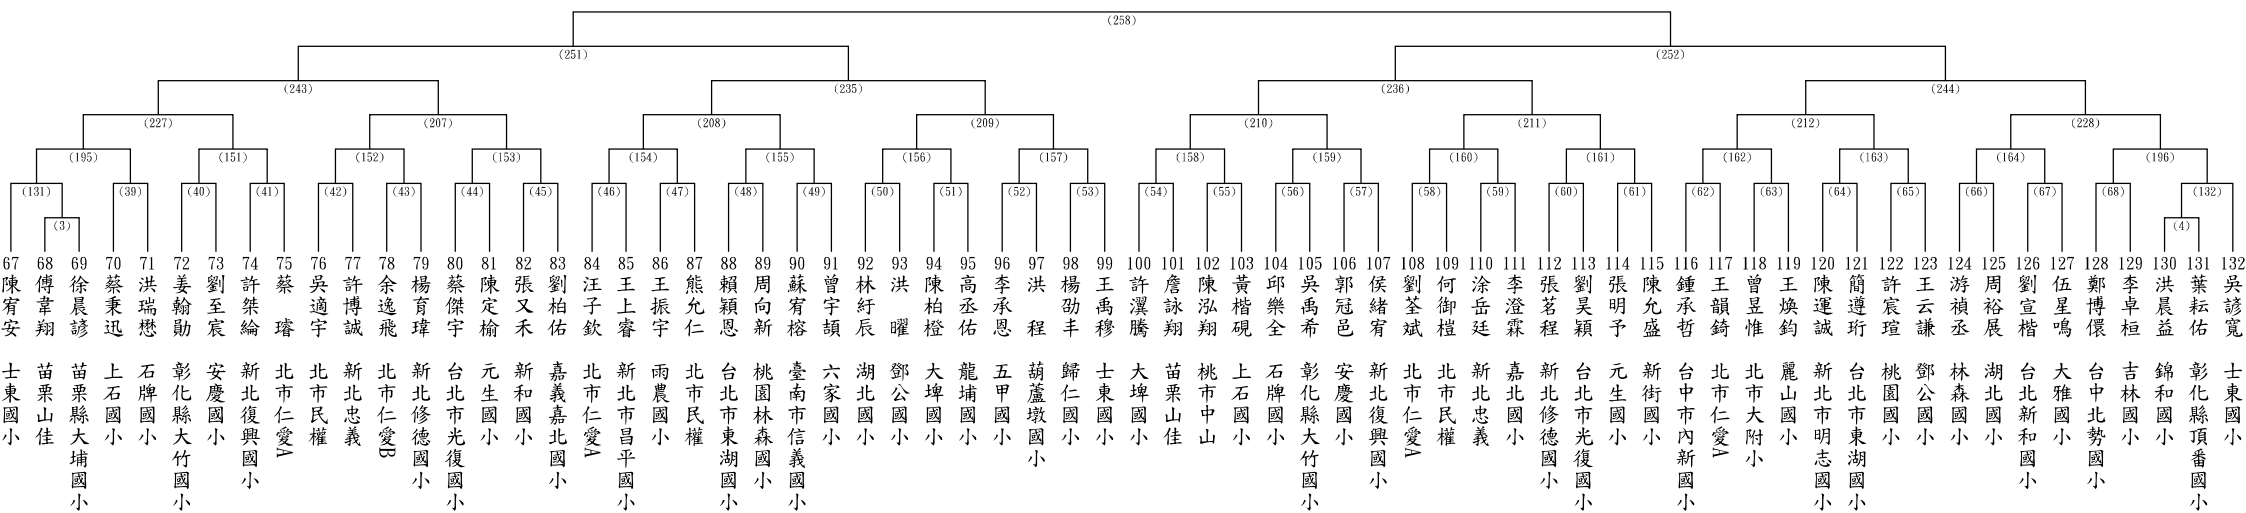 (258)
(251) (252)
(243) (235) (236) (244)
(227) (207) (208) (209) (210) (211) (212) (228)
(195) (151) (152) (153) (154) (155) (156) (157) (158) (159) (160) (161) (162) (163) (164) (196)
(131) (39) (40) (41) (42) (43) (44) (45) (46) (47) (48) (49) (50) (51) (52) (53) (54) (55) (56) (57) (58) (59) (60) (61) (62) (63) (64) (65) (66) (67) (68) (132)
(3) (4)
67 陳宥安 士東國小
68 傅韋翔 苗栗山佳
69 徐晨諺 苗栗縣大埔國小
70 蔡秉迅 上石國小
71 洪瑞懋 石牌國小
72 姜翰勛 彰化縣大竹國小
73 劉至宸 安慶國小
74 許桀綸 新北復興國小
75 蔡 璿 北市仁愛A
76 吳適宇 北市民權
77 許博誠 新北忠義
78 余逸飛 北市仁愛B
79 楊育瑋 新北修德國小
80 蔡傑宇 台北市光復國小
81 陳定榆 元生國小
82 張又禾 新和國小
83 劉柏佑 嘉義嘉北國小
84 汪子欽 北市仁愛A
85 王上睿 新北市昌平國小
86 王振宇 雨農國小
87 熊允仁 北市民權
88 賴穎恩 台北市東湖國小
89 周向新 桃園林森國小
90 蘇宥榕 臺南市信義國小
91 曾宇頡 六家國小
92 林紆辰 湖北國小
93 洪 曜 鄧公國小
94 陳柏橙 大埤國小
95 高丞佑 龍埔國小
96 李承恩 五甲國小
97 洪 程 葫蘆墩國小
98 楊劭丰 歸仁國小
99 王禹穆 士東國小
100 許瀷騰 大埤國小
101 詹詠翔 苗栗山佳
102 陳泓翔 桃市中山
103 黃楷硯 上石國小
104 邱樂全 石牌國小
105 吳禹希 彰化縣大竹國小
106 郭冠邑 安慶國小
107 侯緒宥 新北復興國小
108 劉荃斌 北市仁愛A
109 何御榿 北市民權
110 涂岳廷 新北忠義
111 李澄霖 嘉北國小
112 張茗程 新北修德國小
113 劉昊穎 台北市光復國小
114 張明予 元生國小
115 陳允盛 新街國小
116 鍾承哲 台中市內新國小
117 王韻錡 北市仁愛A
118 曾昱惟 北市大附小
119 王煥鈞 麗山國小
120 陳運誠 新北市明志國小
121 簡遵珩 台北市東湖國小
122 許宸瑄 桃園國小
123 王云謙 鄧公國小
124 游禎丞 林森國小
125 周裕展 湖北國小
126 劉宣楷 台北新和國小
127 伍星鳴 大雅國小
128 鄭博儇 台中北勢國小
129 李卓桓 吉林國小
130 洪晨益 錦和國小
131 葉耘佑 彰化縣頂番國小
132 吳諺寬 士東國小